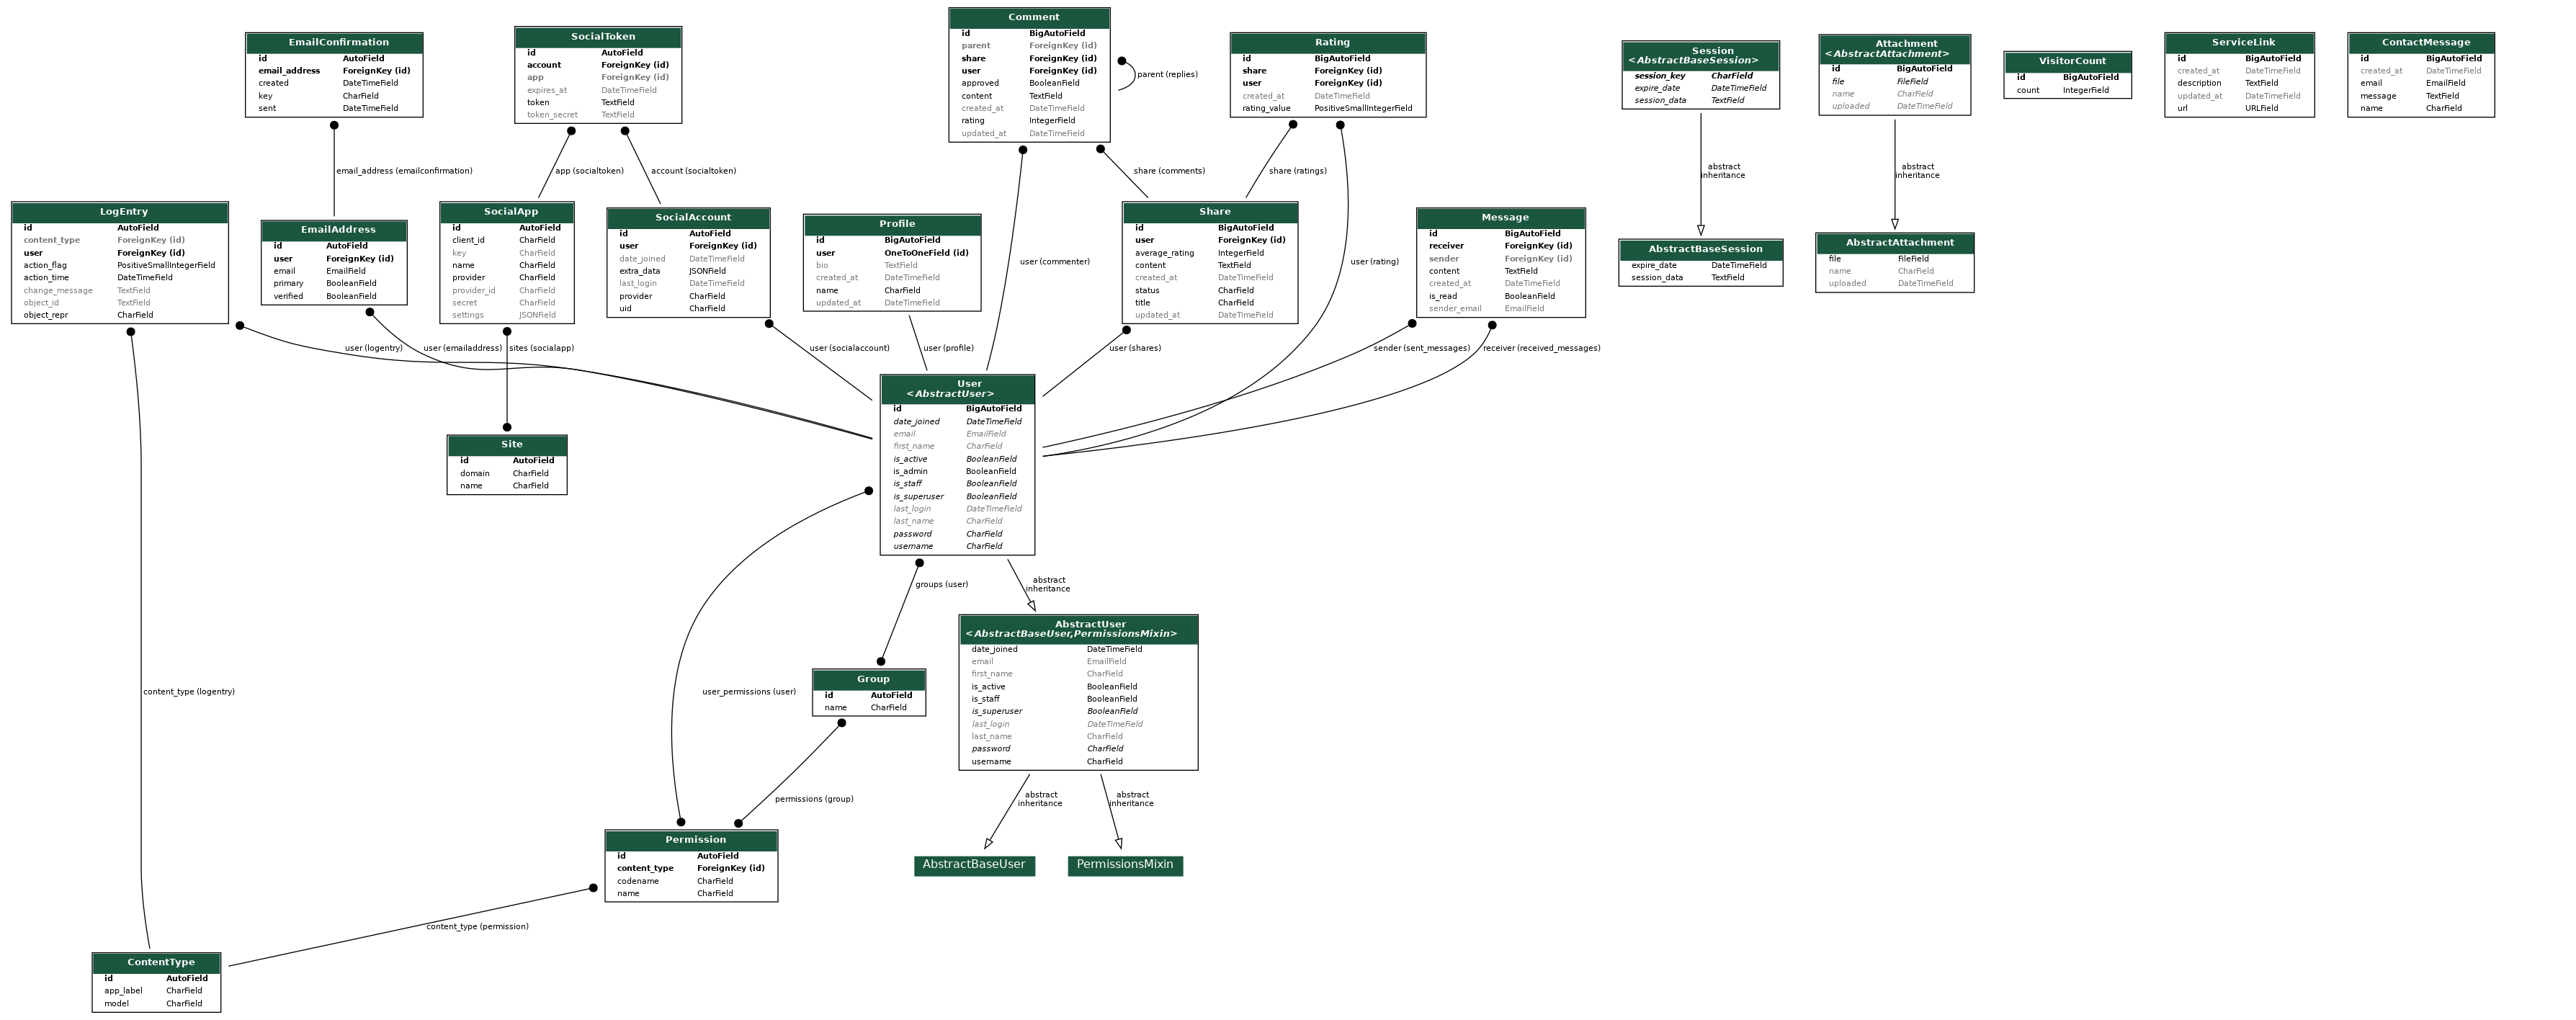 Comment
id BigAutoField
parent ForeignKey (id)
share ForeignKey (id)
user ForeignKey (id)
approved BooleanField
content TextField
created_at DateTimeField
rating IntegerField
updated_at DateTimeField
parent (replies)
SocialToken
id AutoField
account ForeignKey (id)
app ForeignKey (id)
expires_at DateTimeField
token TextField
token_secret TextField
EmailConfirmation
id AutoField
email_address ForeignKey (id)
created DateTimeField
key CharField
sent DateTimeField
Rating
id BigAutoField
share ForeignKey (id)
user ForeignKey (id)
created_at DateTimeField
rating_value PositiveSmallIntegerField
Session
<AbstractBaseSession>
session_key CharField
expire_date DateTimeField
session_data TextField
Attachment
<AbstractAttachment>
id BigAutoField
file FileField
name CharField
uploaded DateTimeField
VisitorCount
id BigAutoField
count IntegerField
ServiceLink
id BigAutoField
created_at DateTimeField
description TextField
updated_at DateTimeField
url URLField
ContactMessage
id BigAutoField
created_at DateTimeField
email EmailField
message TextField
name CharField
email_address (emailconfirmation)
app (socialtoken)
account (socialtoken)
share (comments)
share (ratings)
abstract
inheritance
abstract
inheritance
LogEntry
id AutoField
content_type ForeignKey (id)
user ForeignKey (id)
action_flag PositiveSmallIntegerField
action_time DateTimeField
change_message TextField
object_id TextField
object_repr CharField
EmailAddress
id AutoField
user ForeignKey (id)
email EmailField
primary BooleanField
verified BooleanField
SocialApp
id AutoField
client_id CharField
key CharField
name CharField
provider CharField
provider_id CharField
secret CharField
settings JSONField
SocialAccount
id AutoField
user ForeignKey (id)
date_joined DateTimeField
extra_data JSONField
last_login DateTimeField
provider CharField
uid CharField
Profile
id BigAutoField
user OneToOneField (id)
bio TextField
created_at DateTimeField
name CharField
updated_at DateTimeField
user (commenter)
Share
id BigAutoField
user ForeignKey (id)
average_rating IntegerField
content TextField
created_at DateTimeField
status CharField
title CharField
updated_at DateTimeField
user (rating)
Message
id BigAutoField
receiver ForeignKey (id)
sender ForeignKey (id)
content TextField
created_at DateTimeField
is_read BooleanField
sender_email EmailField
AbstractBaseSession
expire_date DateTimeField
session_data TextField
AbstractAttachment
file FileField
name CharField
uploaded DateTimeField
user (logentry)
user (emailaddress)
sites (socialapp)
user (socialaccount)
user (profile)
user (shares)
sender (sent_messages)
receiver (received_messages)
User
<AbstractUser>
id BigAutoField
date_joined DateTimeField
email EmailField
first_name CharField
is_active BooleanField
is_admin BooleanField
is_staff BooleanField
is_superuser BooleanField
last_login DateTimeField
last_name CharField
password CharField
username CharField
Site
id AutoField
domain CharField
name CharField
groups (user)
abstract
inheritance
AbstractUser
<AbstractBaseUser,PermissionsMixin>
date_joined DateTimeField
email EmailField
first_name CharField
is_active BooleanField
is_staff BooleanField
is_superuser BooleanField
last_login DateTimeField
last_name CharField
password CharField
username CharField
Group
id AutoField
name CharField
content_type (logentry)
user_permissions (user)
permissions (group)
abstract
inheritance
abstract
inheritance
Permission
id AutoField
content_type ForeignKey (id)
codename CharField
name CharField
AbstractBaseUser
PermissionsMixin
content_type (permission)
ContentType
id AutoField
app_label CharField
model CharField